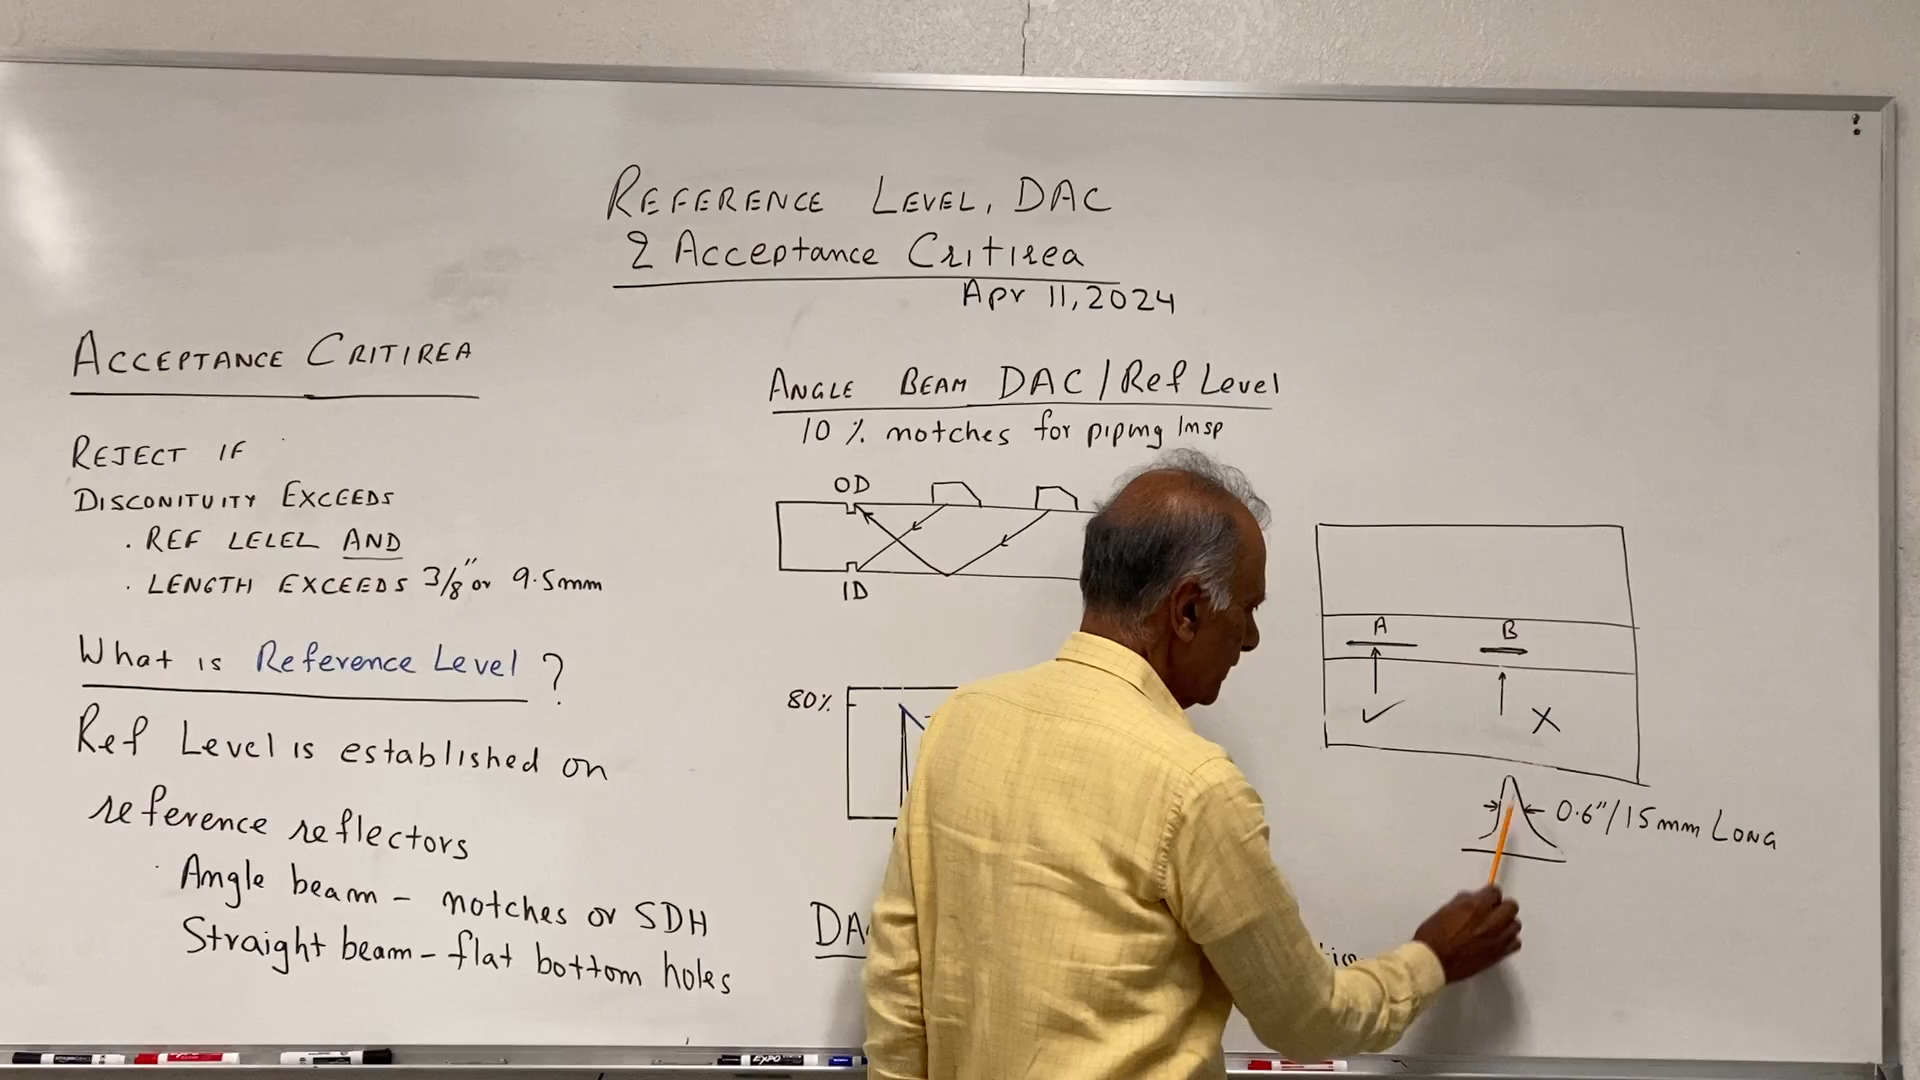 REFERENCE LEVEL, DAC
& Acceptance Critirea
Apr 11, 2024
ACCEPTANCE CRITIREA
REJECT IF
DISCONITUITY EXCEEDS
. REF LELEL AND
. LENGTH EXCEEDS 3/8" or 9.5mm
What is Reference Level ?
Ref Level is established on
reference reflectors
Angle beam - notches or SDH
Straight beam - flat bottom holes
ANGLE BEAM DAC / Ref Level
10 % notches for piping Insp
OD
ID
80%
DA
A
B
✓
X
0.6"/15mm LONG
EXPO